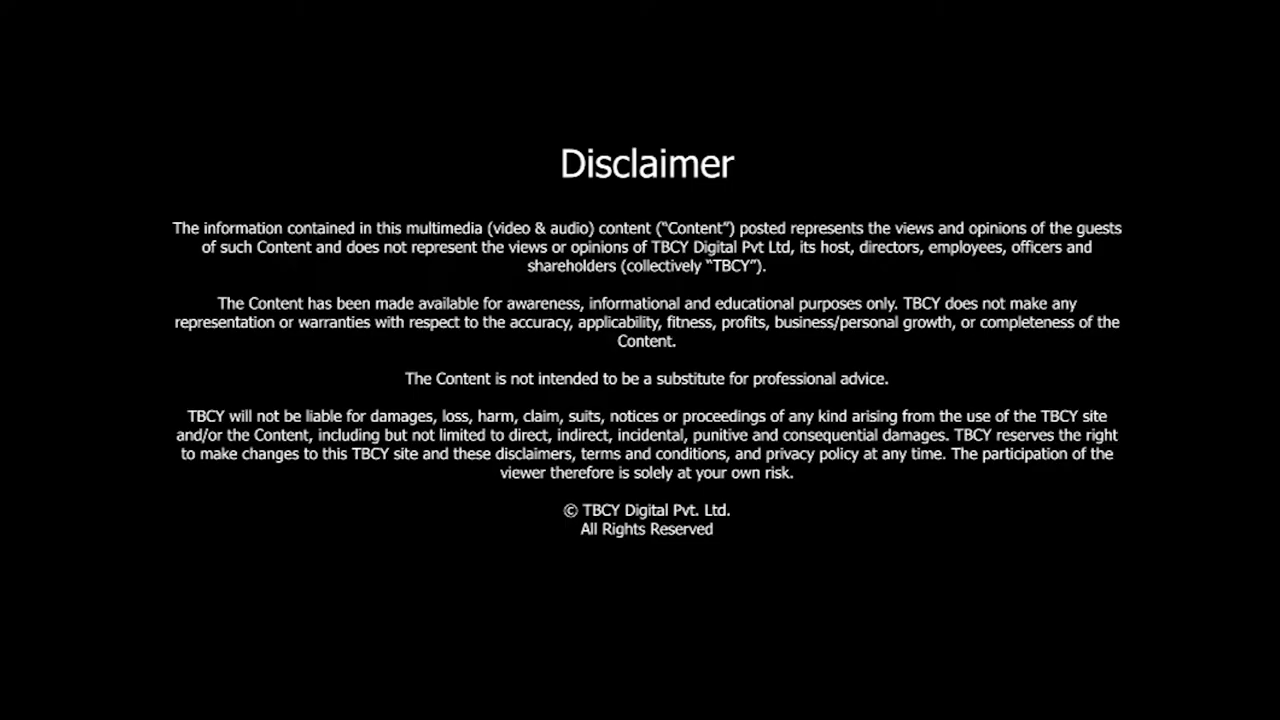 Disclaimer
The information contained in this multimedia (video & audio) content (“Content”) posted represents the views and opinions of the guests
of such Content and does not represent the views or opinions of TBCY Digital Pvt Ltd, its host, directors, employees, officers and
shareholders (collectively “TBCY”).
The Content has been made available for awareness, informational and educational purposes only. TBCY does not make any
representation or warranties with respect to the accuracy, applicability, fitness, profits, business/personal growth, or completeness of the
Content.
The Content is not intended to be a substitute for professional advice.
TBCY will not be liable for damages, loss, harm, claim, suits, notices or proceedings of any kind arising from the use of the TBCY site
and/or the Content, including but not limited to direct, indirect, incidental, punitive and consequential damages. TBCY reserves the right
to make changes to this TBCY site and these disclaimers, terms and conditions, and privacy policy at any time. The participation of the
viewer therefore is solely at your own risk.
© TBCY Digital Pvt. Ltd.
All Rights Reserved